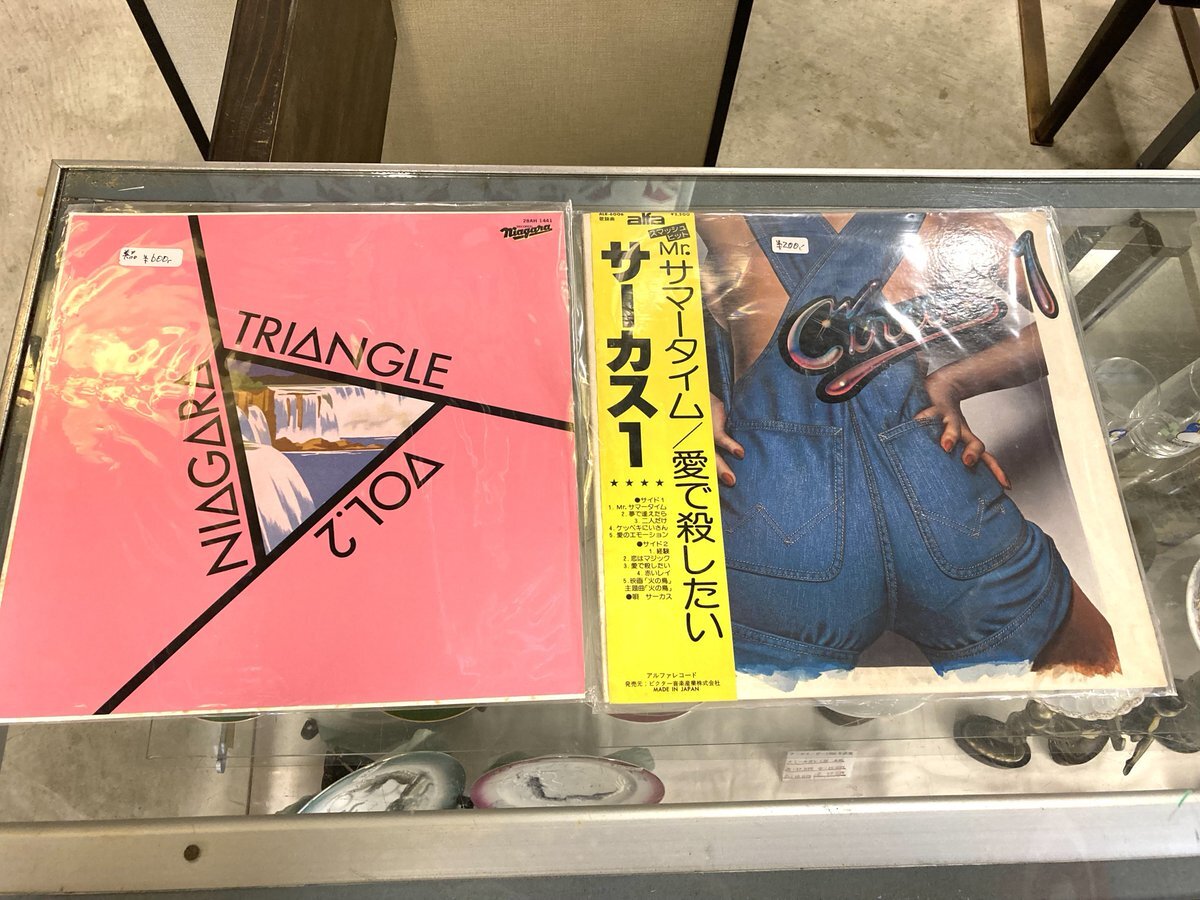 28AH 1441
Niagara
¥600-
TRIANGLE
NIAGARA
VOL.2
ALR-6006
歌謡曲
alfa
¥2,500
スマッシュ
ヒット
サーカス1
Mr.サマータイム/愛で殺したい
★★★★
●サイド1
1. Mr.サマータイム
2. 夢で逢えたら
3. 二人だけ
4. ケッペキにいさん
5. 愛のエモーション
●サイド2
1. 経験
2. 恋はマジック
3. 愛で殺したい
4. 赤いレイ
5. 映画「火の鳥」
主題曲「火の鳥」
●唄 サーカス
アルファレコード
発売元:ビクター音楽産業株式会社
MADE IN JAPAN
¥200-
Circus 1